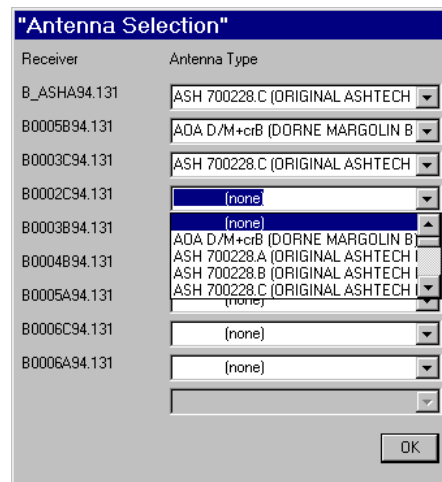 "Antenna Selection"
Receiver Antenna Type
B_ASHA94.131 ASH 700228.C (ORIGINAL ASHTECH
B0005B94.131 AOA D/M+crB (DORNE MARGOLIN B
B0003C94.131 ASH 700228.C (ORIGINAL ASHTECH
B0002C94.131 (none)
B0003B94.131 (none)
AOA D/M+crB (DORNE MARGOLIN B)
B0004B94.131 ASH 700228.A (ORIGINAL ASHTECH
ASH 700228.B (ORIGINAL ASHTECH
B0005A94.131 ASH 700228.C (ORIGINAL ASHTECH
(none)
B0006C94.131 (none)
B0006A94.131 (none)
OK